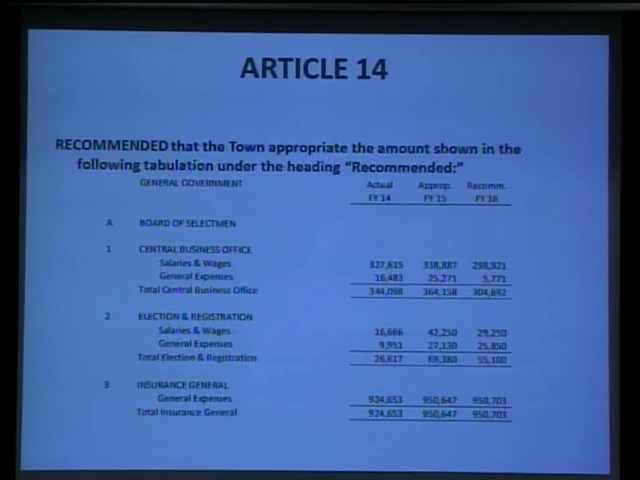 ARTICLE 14
RECOMMENDED that the Town appropriate the amount shown in the
following tabulation under the heading “Recommended:”
GENERAL GOVERNMENT Actual Approp. Recomm.
FY 14 FY 15 FY 16
A BOARD OF SELECTMEN
1 CENTRAL BUSINESS OFFICE
Salaries & Wages 327,615 338,887 298,921
General Expenses 16,483 25,271 5,771
Total Central Business Office 344,098 364,158 304,692
2 ELECTION & REGISTRATION
Salaries & Wages 16,666 42,250 29,250
General Expenses 9,951 27,130 25,850
Total Election & Registration 26,617 69,380 55,100
3 INSURANCE GENERAL
General Expenses 924,653 950,647 950,703
Total Insurance General 924,653 950,647 950,703